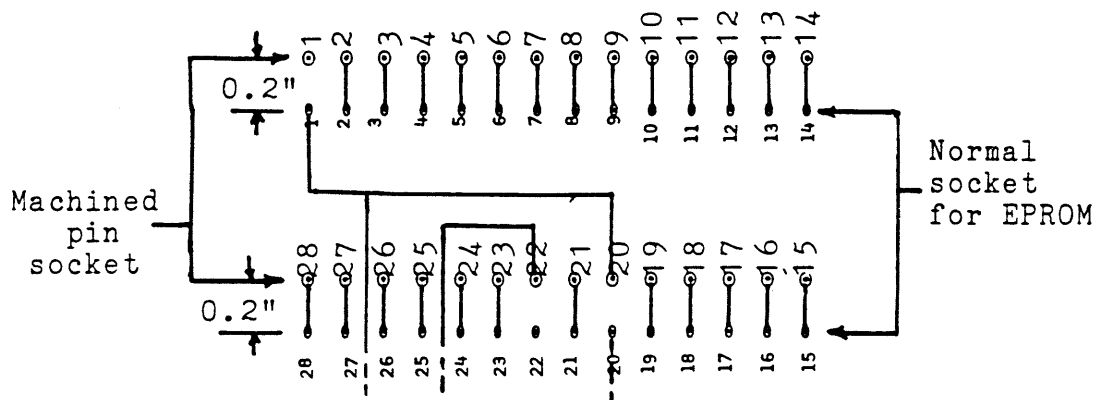 1 2 3 4 5 6 7 8 9 10 11 12 13 14
0.2"
1 2 3 4 5 6 7 8 9 10 11 12 13 14
Normal
socket
for EPROM
Machined
pin
socket
28 27 26 25 24 23 22 21 20 19 18 17 16 15
0.2"
28 27 26 25 24 23 22 21 20 19 18 17 16 15